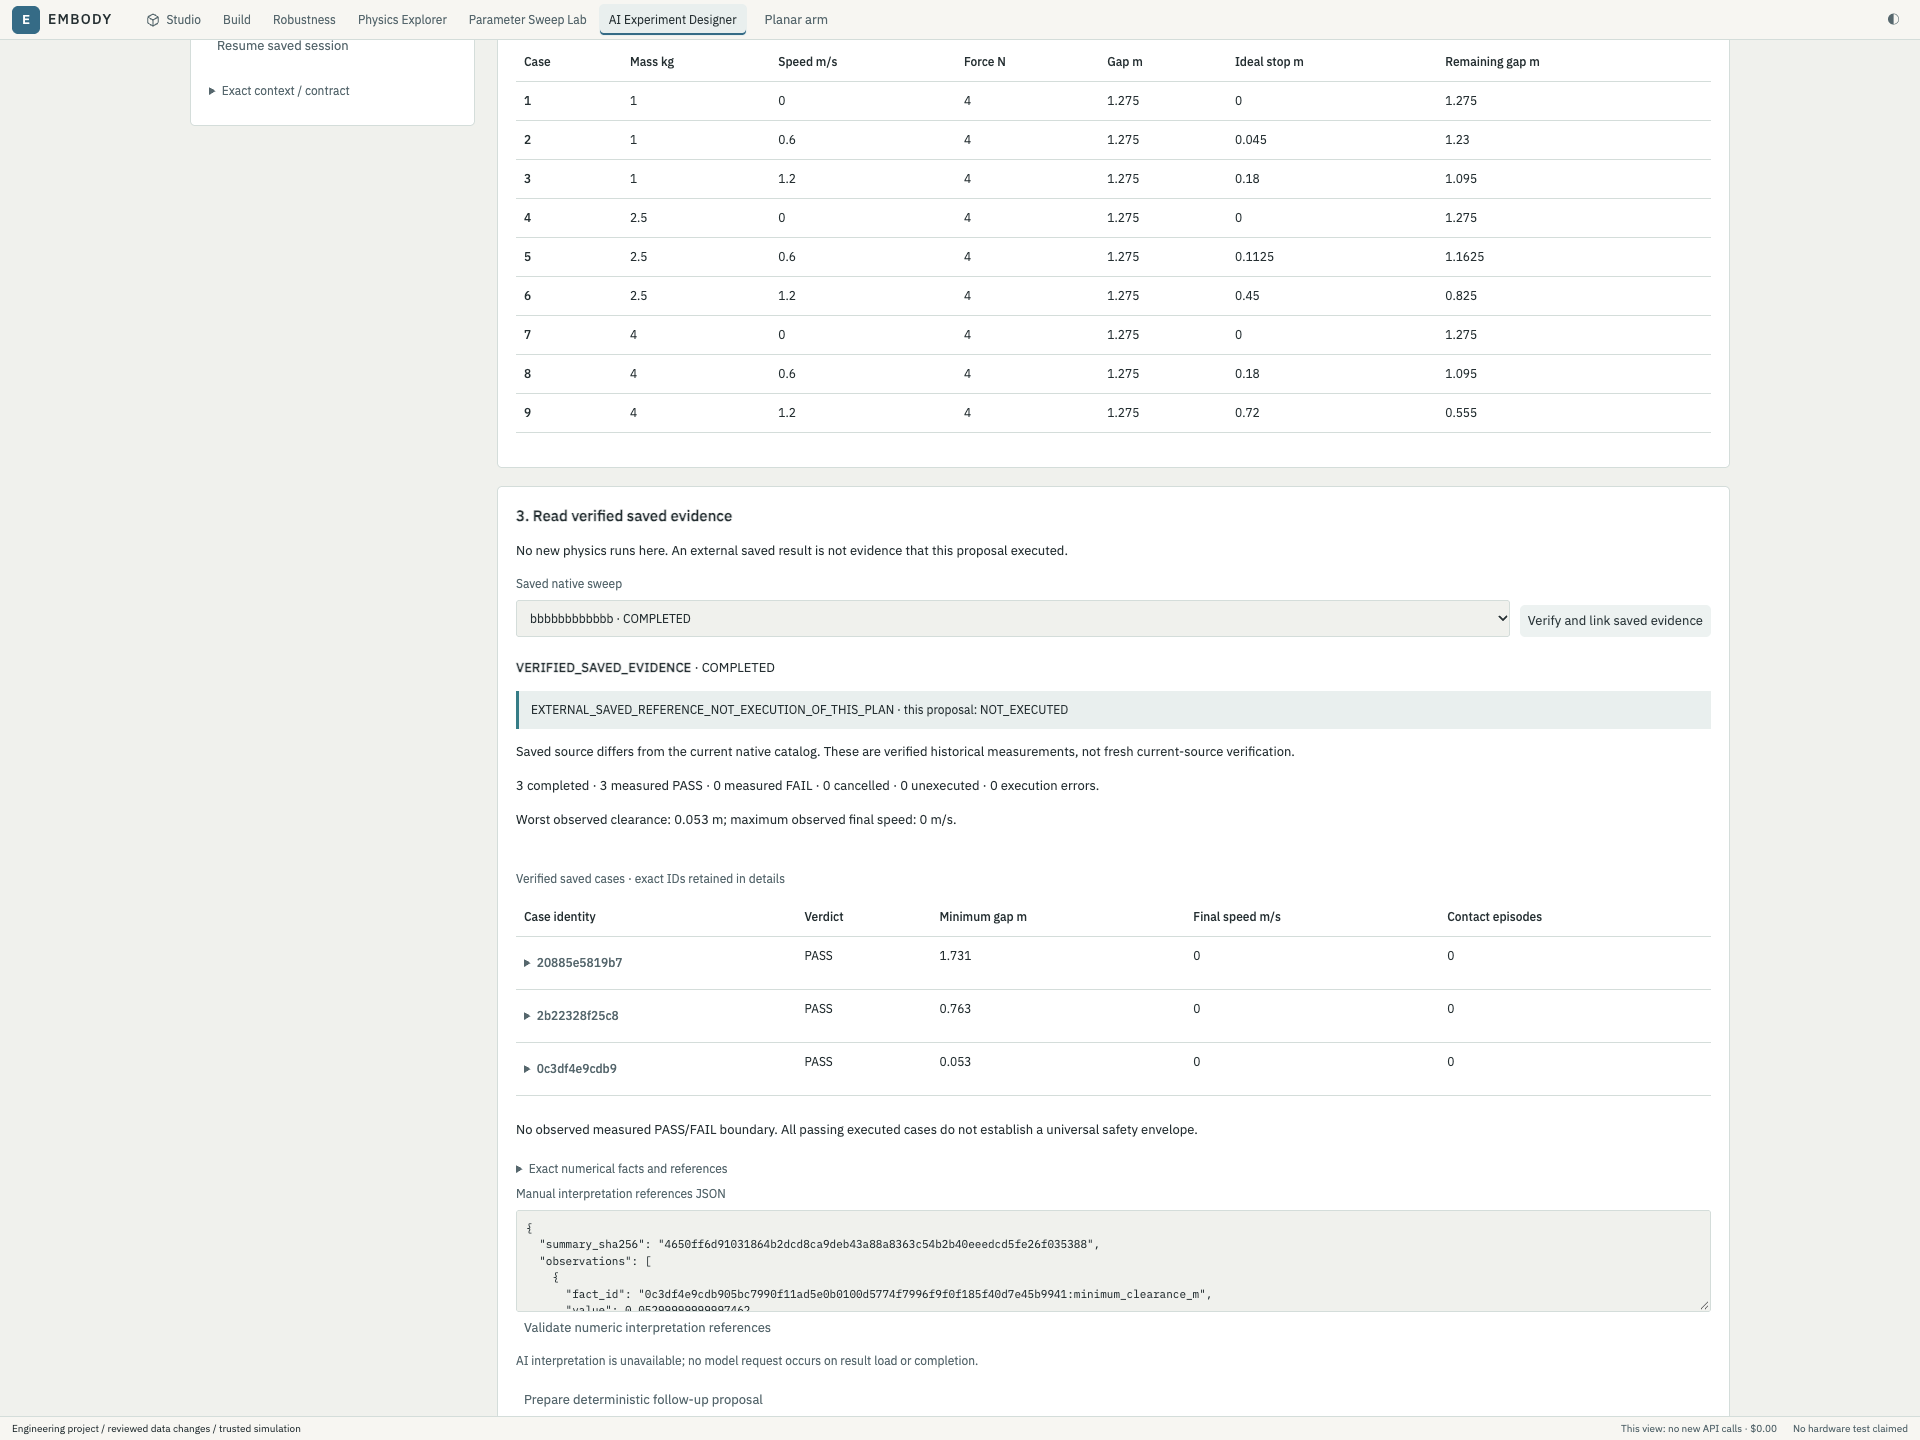 E EMBODY Studio Build Robustness Physics Explorer Parameter Sweep Lab AI Experiment Designer Planar arm
Resume saved session
Exact context / contract
Case Mass kg Speed m/s Force N Gap m Ideal stop m Remaining gap m
1 1 0 4 1.275 0 1.275
2 1 0.6 4 1.275 0.045 1.23
3 1 1.2 4 1.275 0.18 1.095
4 2.5 0 4 1.275 0 1.275
5 2.5 0.6 4 1.275 0.1125 1.1625
6 2.5 1.2 4 1.275 0.45 0.825
7 4 0 4 1.275 0 1.275
8 4 0.6 4 1.275 0.18 1.095
9 4 1.2 4 1.275 0.72 0.555
3. Read verified saved evidence
No new physics runs here. An external saved result is not evidence that this proposal executed.
Saved native sweep
bbbbbbbbbbbb · COMPLETED
Verify and link saved evidence
VERIFIED_SAVED_EVIDENCE · COMPLETED
EXTERNAL_SAVED_REFERENCE_NOT_EXECUTION_OF_THIS_PLAN · this proposal: NOT_EXECUTED
Saved source differs from the current native catalog. These are verified historical measurements, not fresh current-source verification.
3 completed · 3 measured PASS · 0 measured FAIL · 0 cancelled · 0 unexecuted · 0 execution errors.
Worst observed clearance: 0.053 m; maximum observed final speed: 0 m/s.
Verified saved cases · exact IDs retained in details
Case identity Verdict Minimum gap m Final speed m/s Contact episodes
20885e5819b7 PASS 1.731 0 0
2b22328f25c8 PASS 0.763 0 0
0c3df4e9cdb9 PASS 0.053 0 0
No observed measured PASS/FAIL boundary. All passing executed cases do not establish a universal safety envelope.
Exact numerical facts and references
Manual interpretation references JSON
{
"summary_sha256": "4650ff6d91031864b2dcd8ca9deb43a88a8363c54b2b40eeedcd5fe26f035388",
"observations": [
{
"fact_id": "0c3df4e9cdb905bc7990f11ad5e0b0100d5774f7996f9f0f185f40d7e45b9941:minimum_clearance_m",
"value": 0.05299999999997462
Validate numeric interpretation references
AI interpretation is unavailable; no model request occurs on result load or completion.
Prepare deterministic follow-up proposal
Engineering project / reviewed data changes / trusted simulation
This view: no new API calls · $0.00 No hardware test claimed